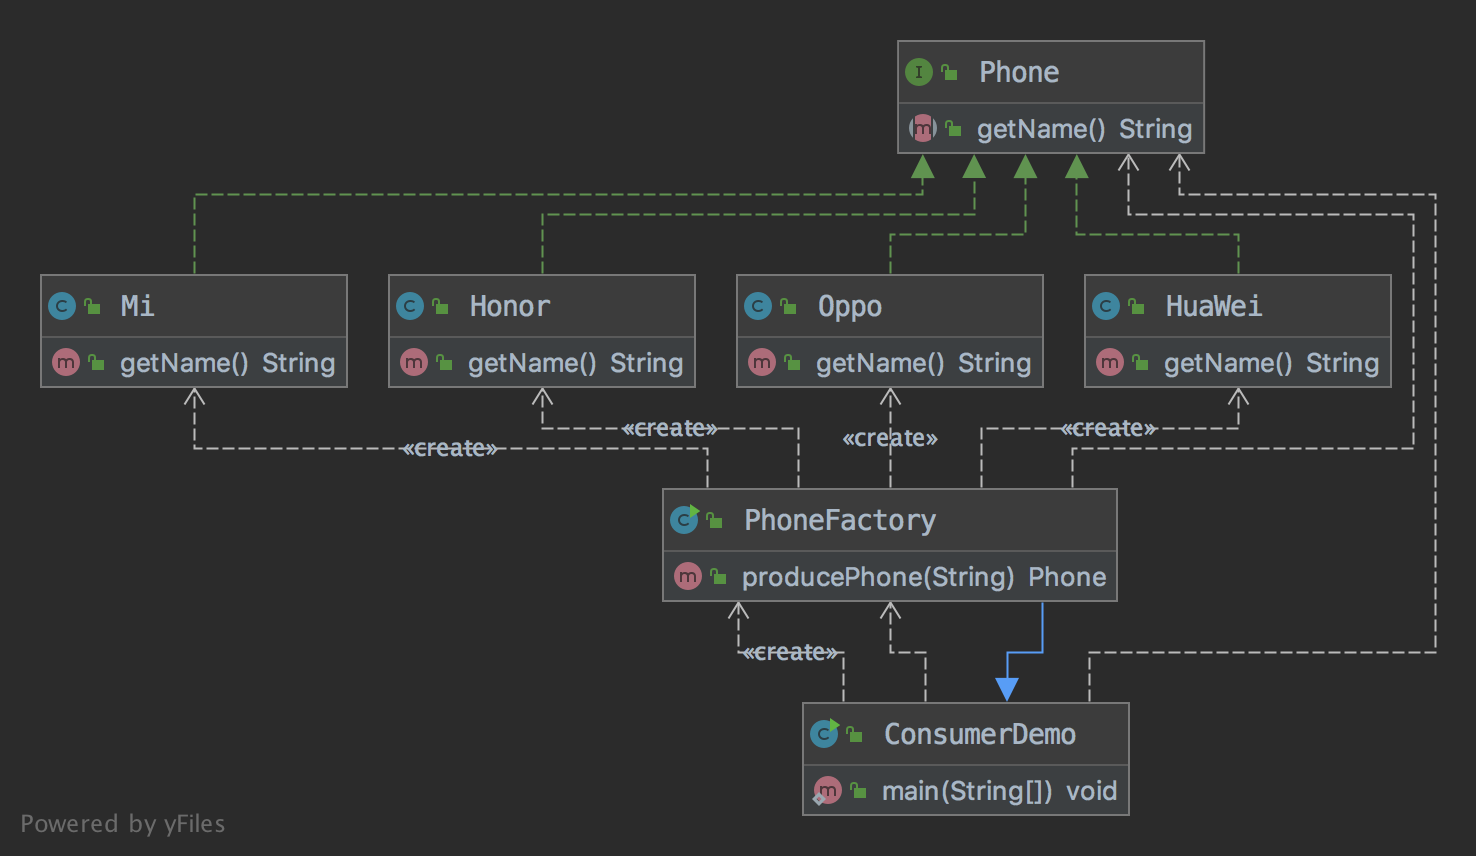 Phone
getName() String
Mi
getName() String
Honor
getName() String
Oppo
getName() String
HuaWei
getName() String
«create»
«create»
«create»
«create»
PhoneFactory
producePhone(String) Phone
«create»
ConsumerDemo
main(String[]) void
Powered by yFiles